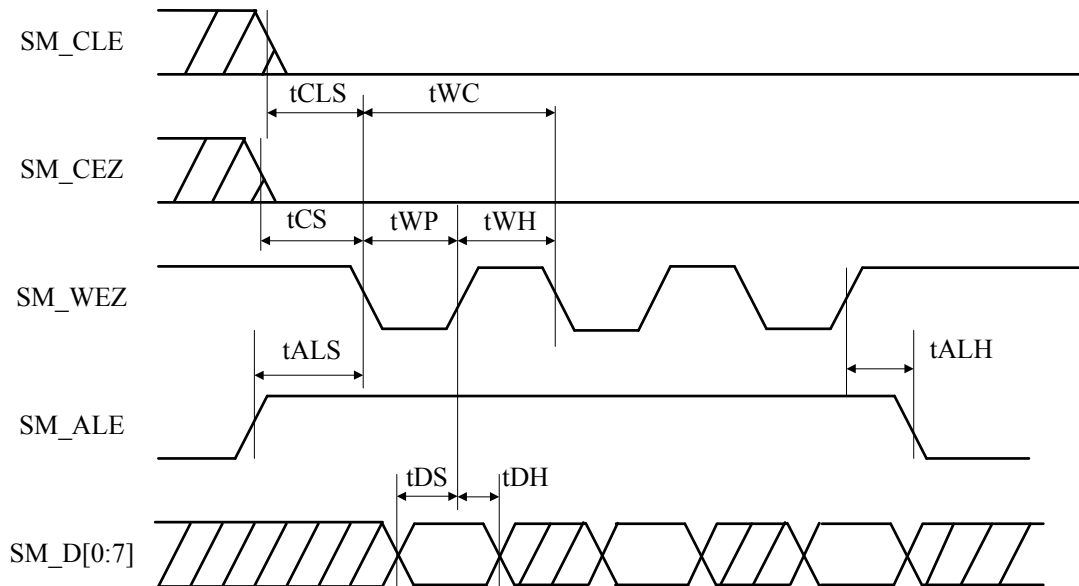 SM_CLE
tCLS
tWC
SM_CEZ
tCS
tWP
tWH
SM_WEZ
tALS
tALH
SM_ALE
tDS
tDH
SM_D[0:7]